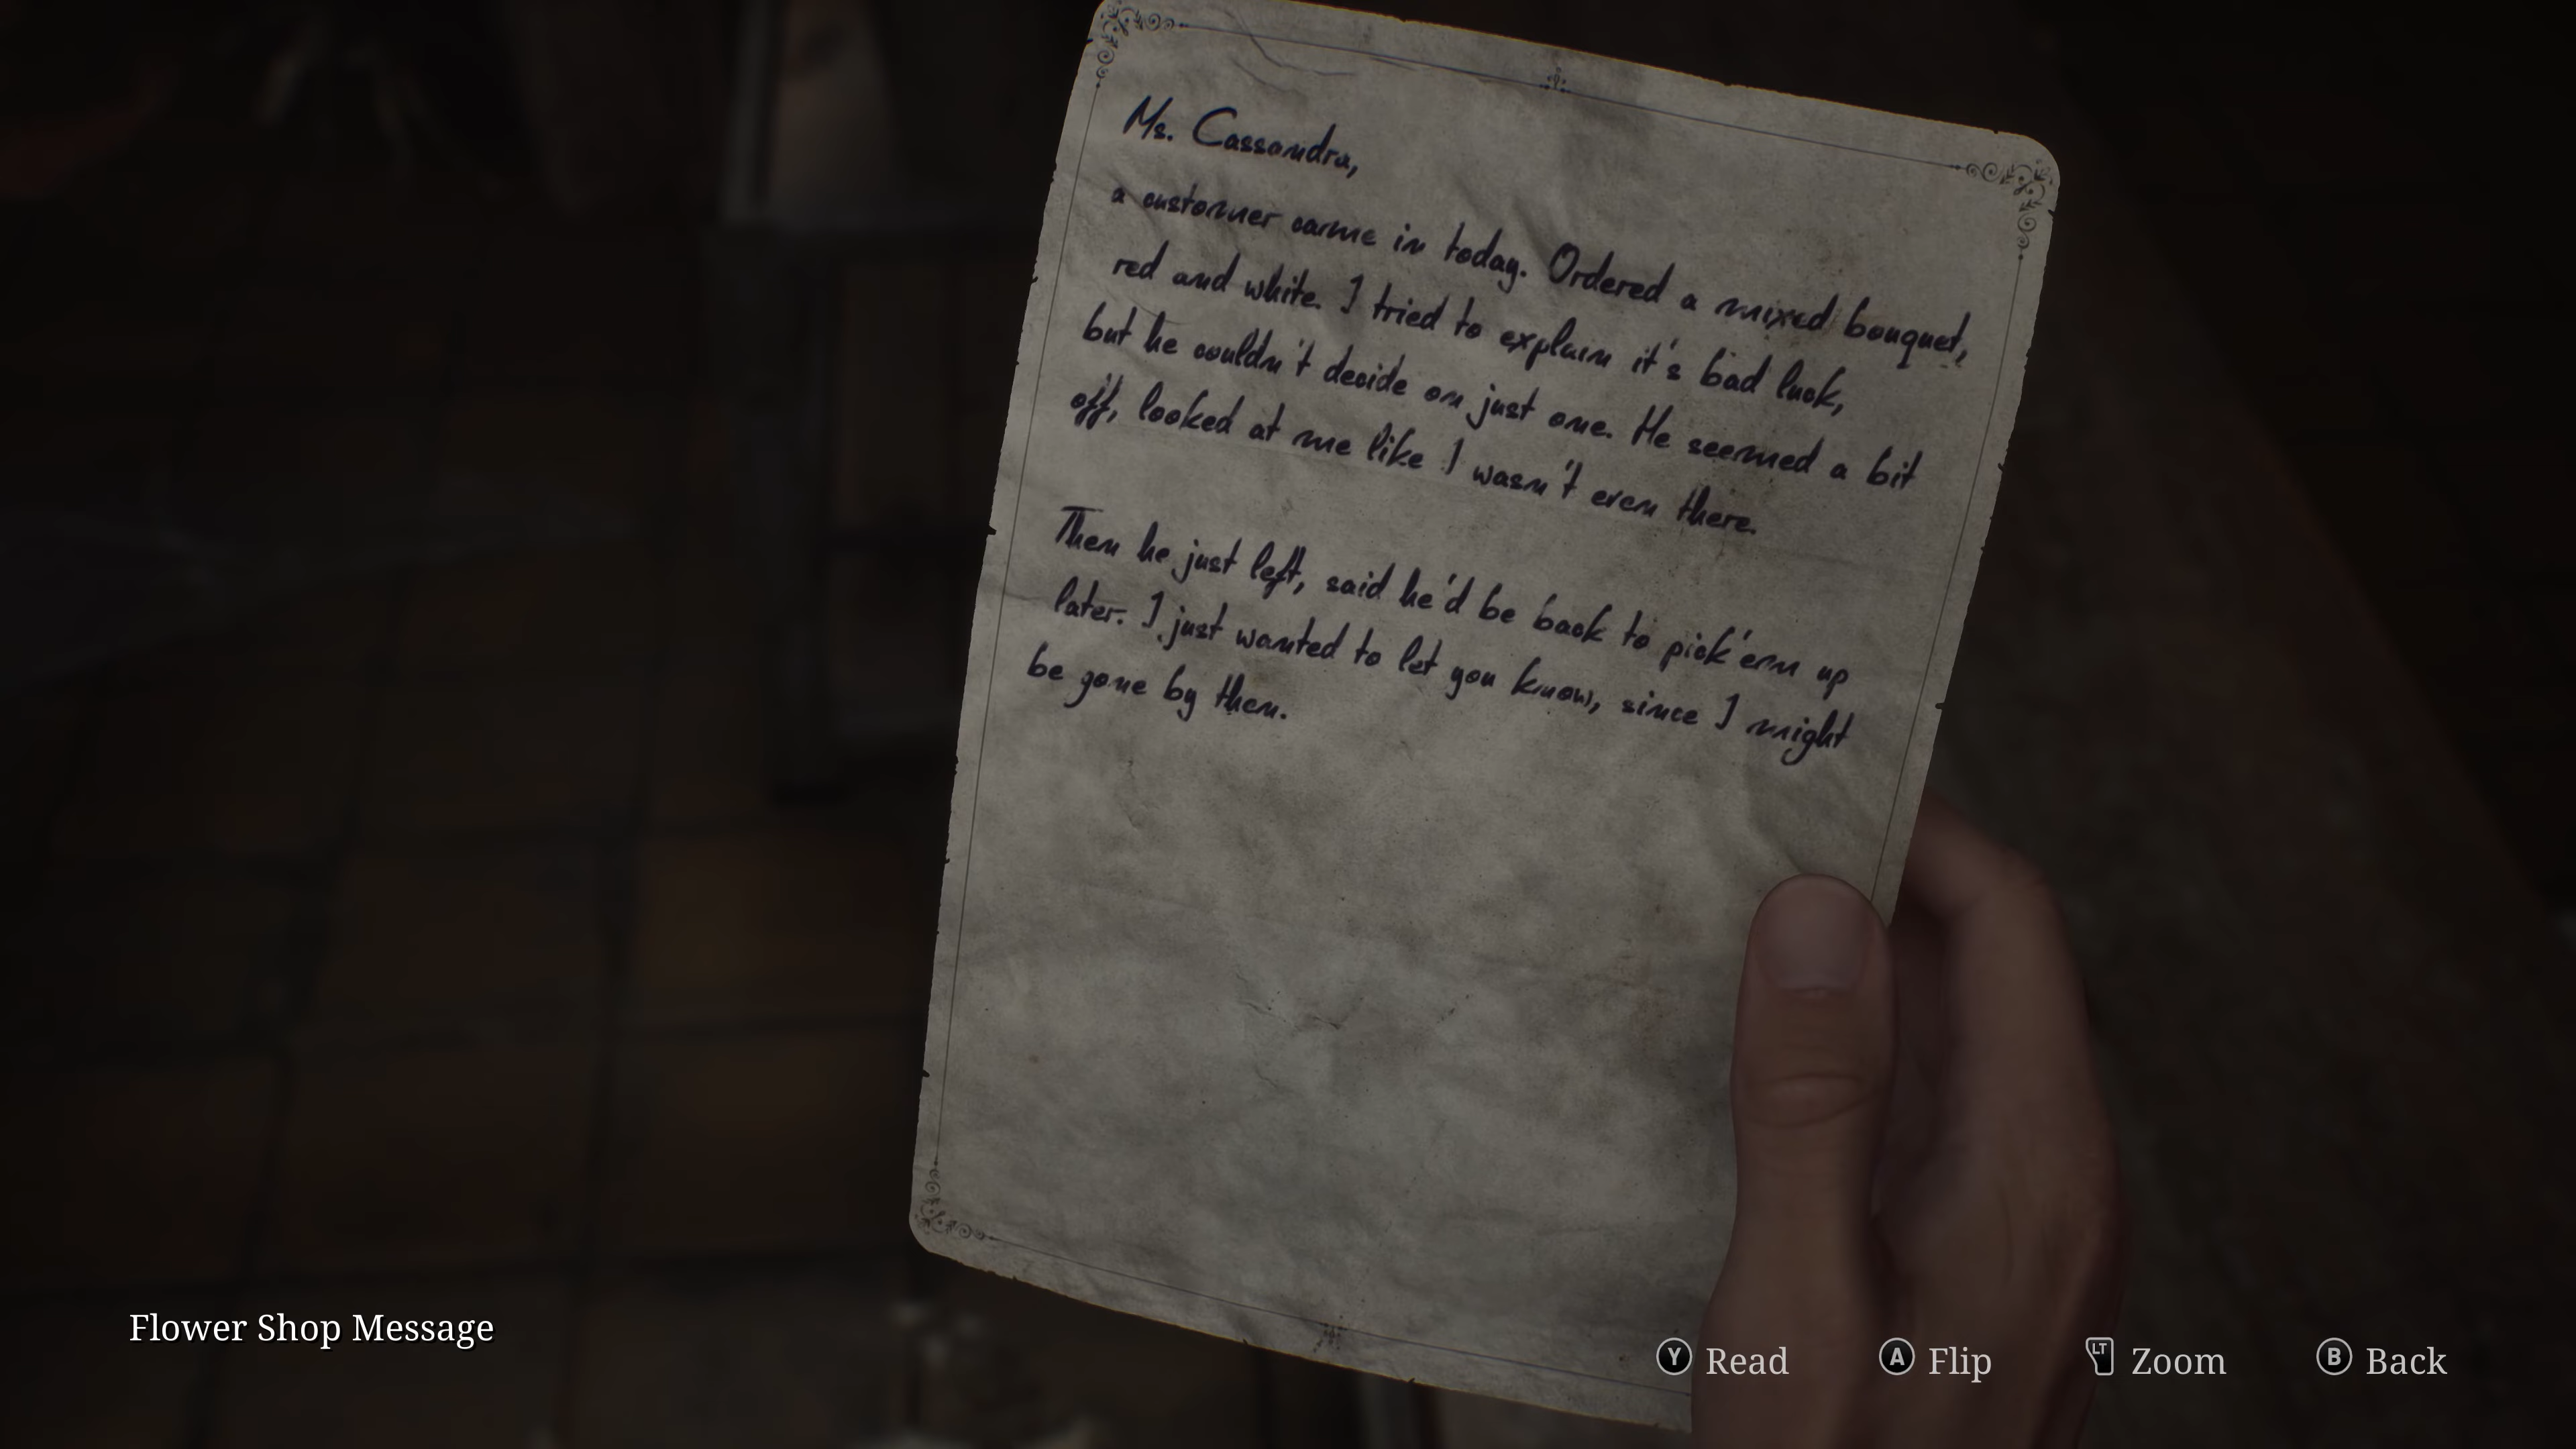 Ms. Cassandra,
a customer came in today. Ordered a mixed bouquet,
red and white. I tried to explain it's bad luck,
but he couldn't decide on just one. He seemed a bit
off, looked at me like I wasn't even there.
Then he just left, said he'd be back to pick'em up
later. I just wanted to let you know, since I might
be gone by then.
Flower Shop Message
Y Read A Flip LT Zoom B Back